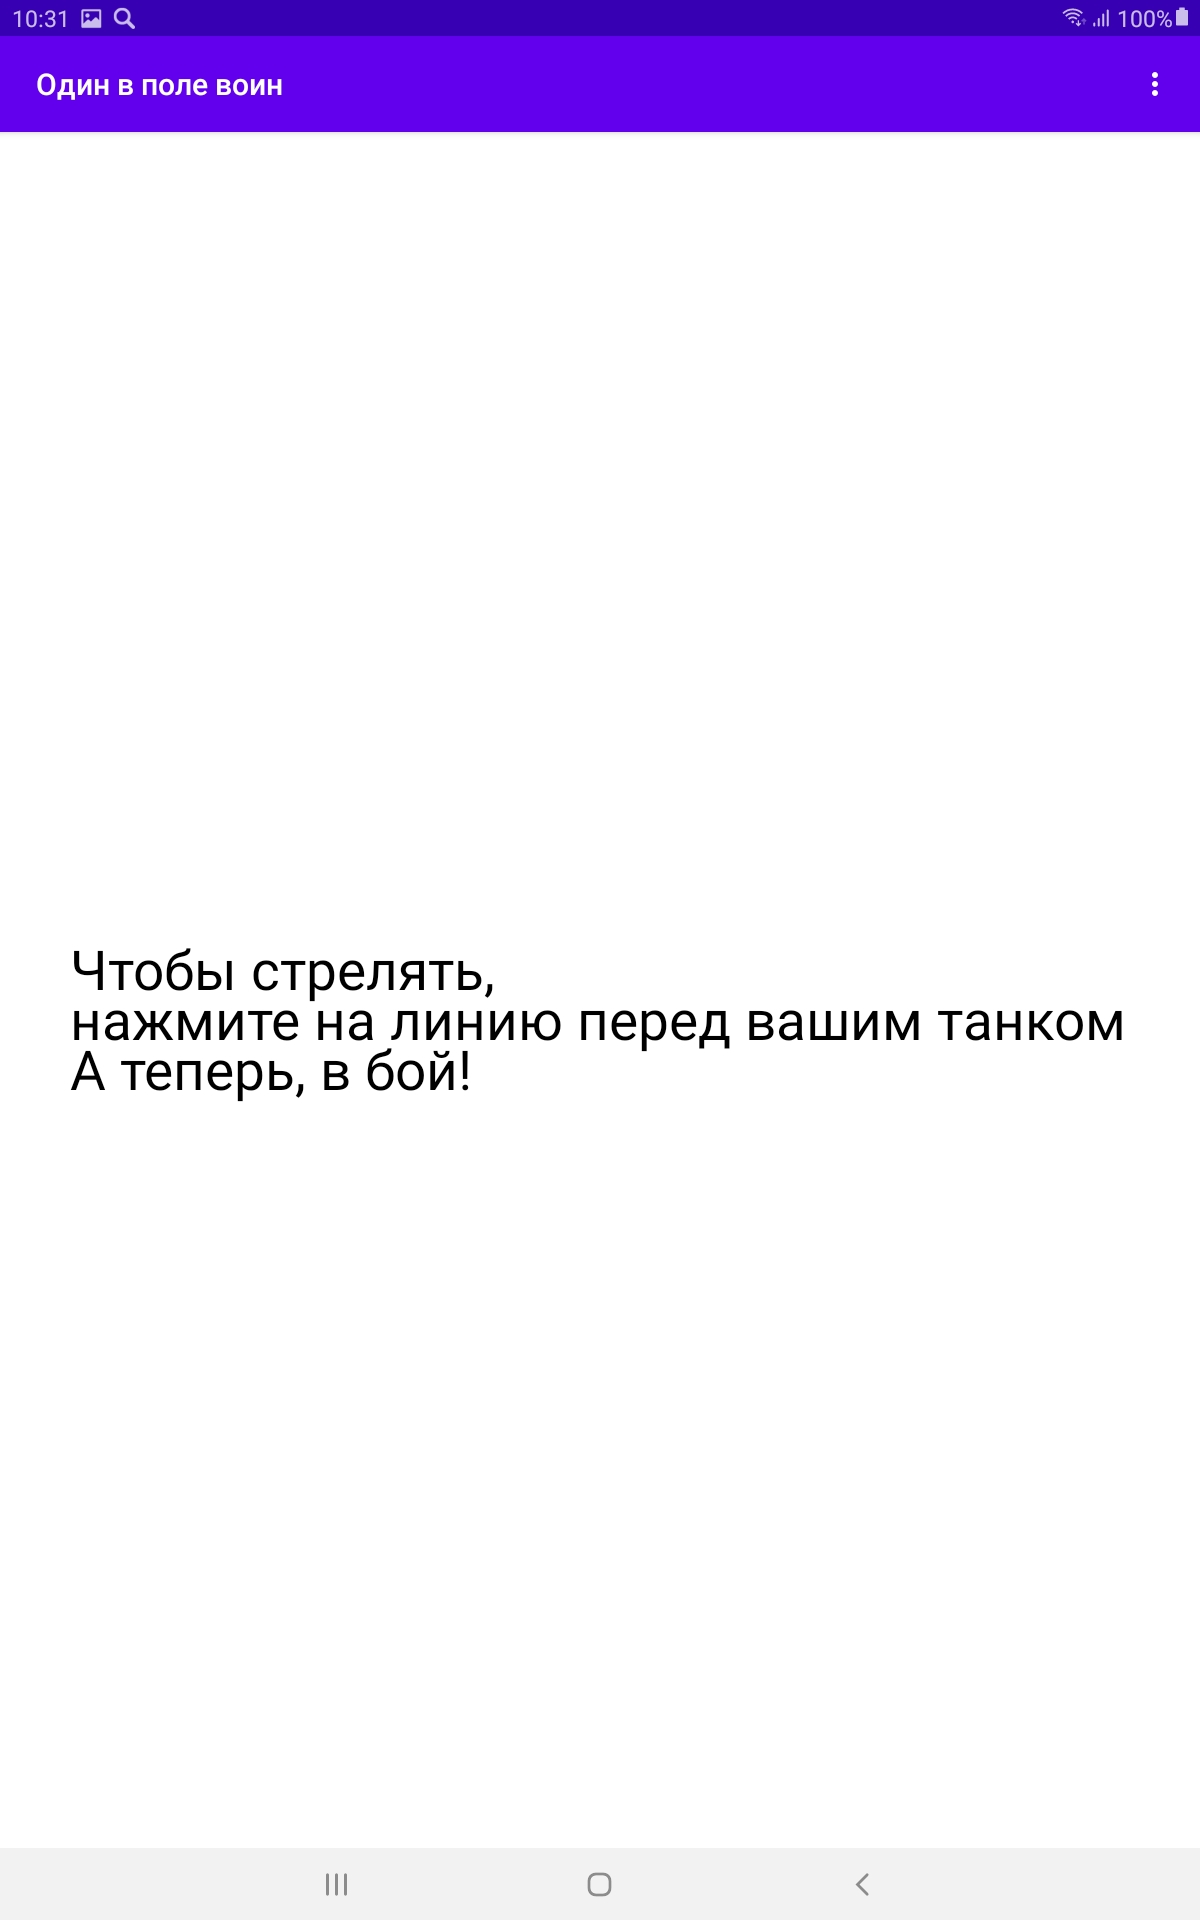 10:31 100%
Один в поле воин
Чтобы стрелять,
нажмите на линию перед вашим танком
А теперь, в бой!